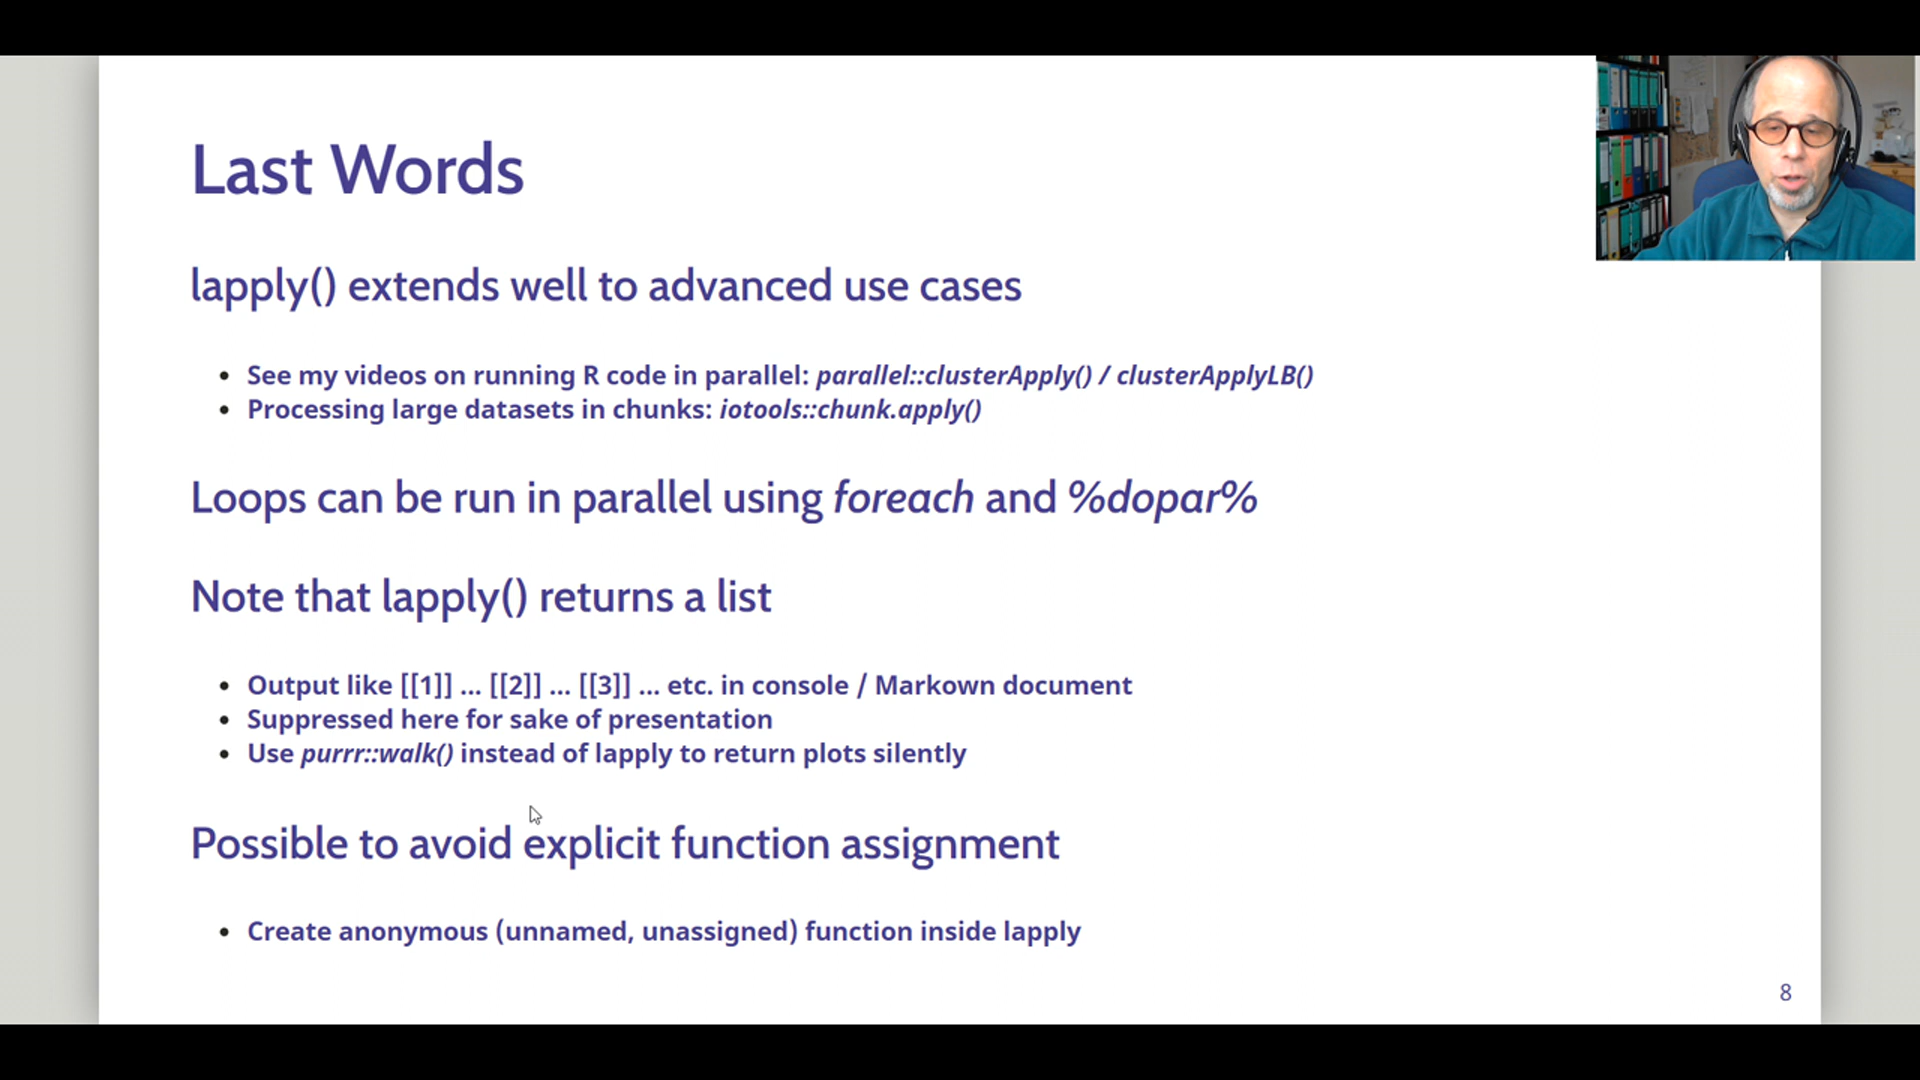 Last Words
lapply() extends well to advanced use cases
See my videos on running R code in parallel: parallel::clusterApply() / clusterApplyLB()
Processing large datasets in chunks: iotools::chunk.apply()
Loops can be run in parallel using foreach and %dopar%
Note that lapply() returns a list
Output like [[1]] ... [[2]] ... [[3]] ... etc. in console / Markown document
Suppressed here for sake of presentation
Use purrr::walk() instead of lapply to return plots silently
Possible to avoid explicit function assignment
Create anonymous (unnamed, unassigned) function inside lapply
8